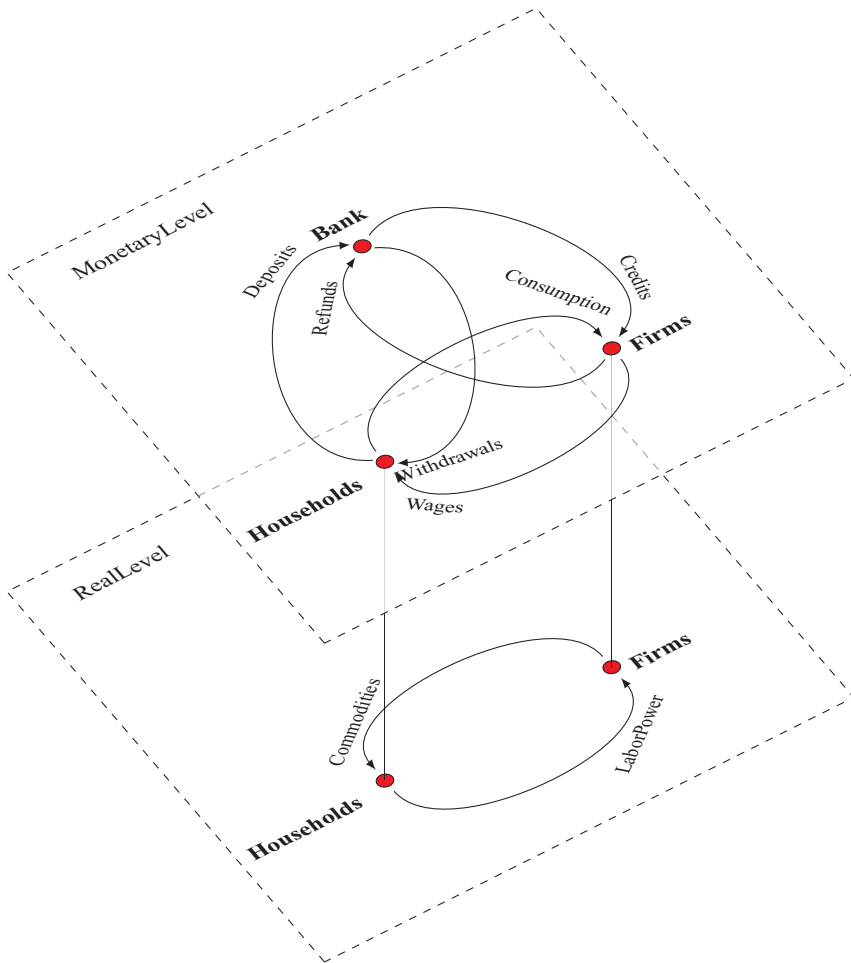 MonetaryLevel
Bank
Deposits
Refunds
Consumption
Credits
Firms
Withdrawals
Households
Wages
RealLevel
Firms
Commodities
LaborPower
Households